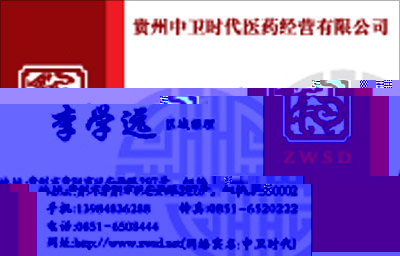 贵州中卫时代医药经营有限公司
李学远 区域经理
ZWSD
手机:13984836288 传真:0851-6520222
电话:0851-6508444
网址:http://www.zwsd.net(网络实名:中卫时代)